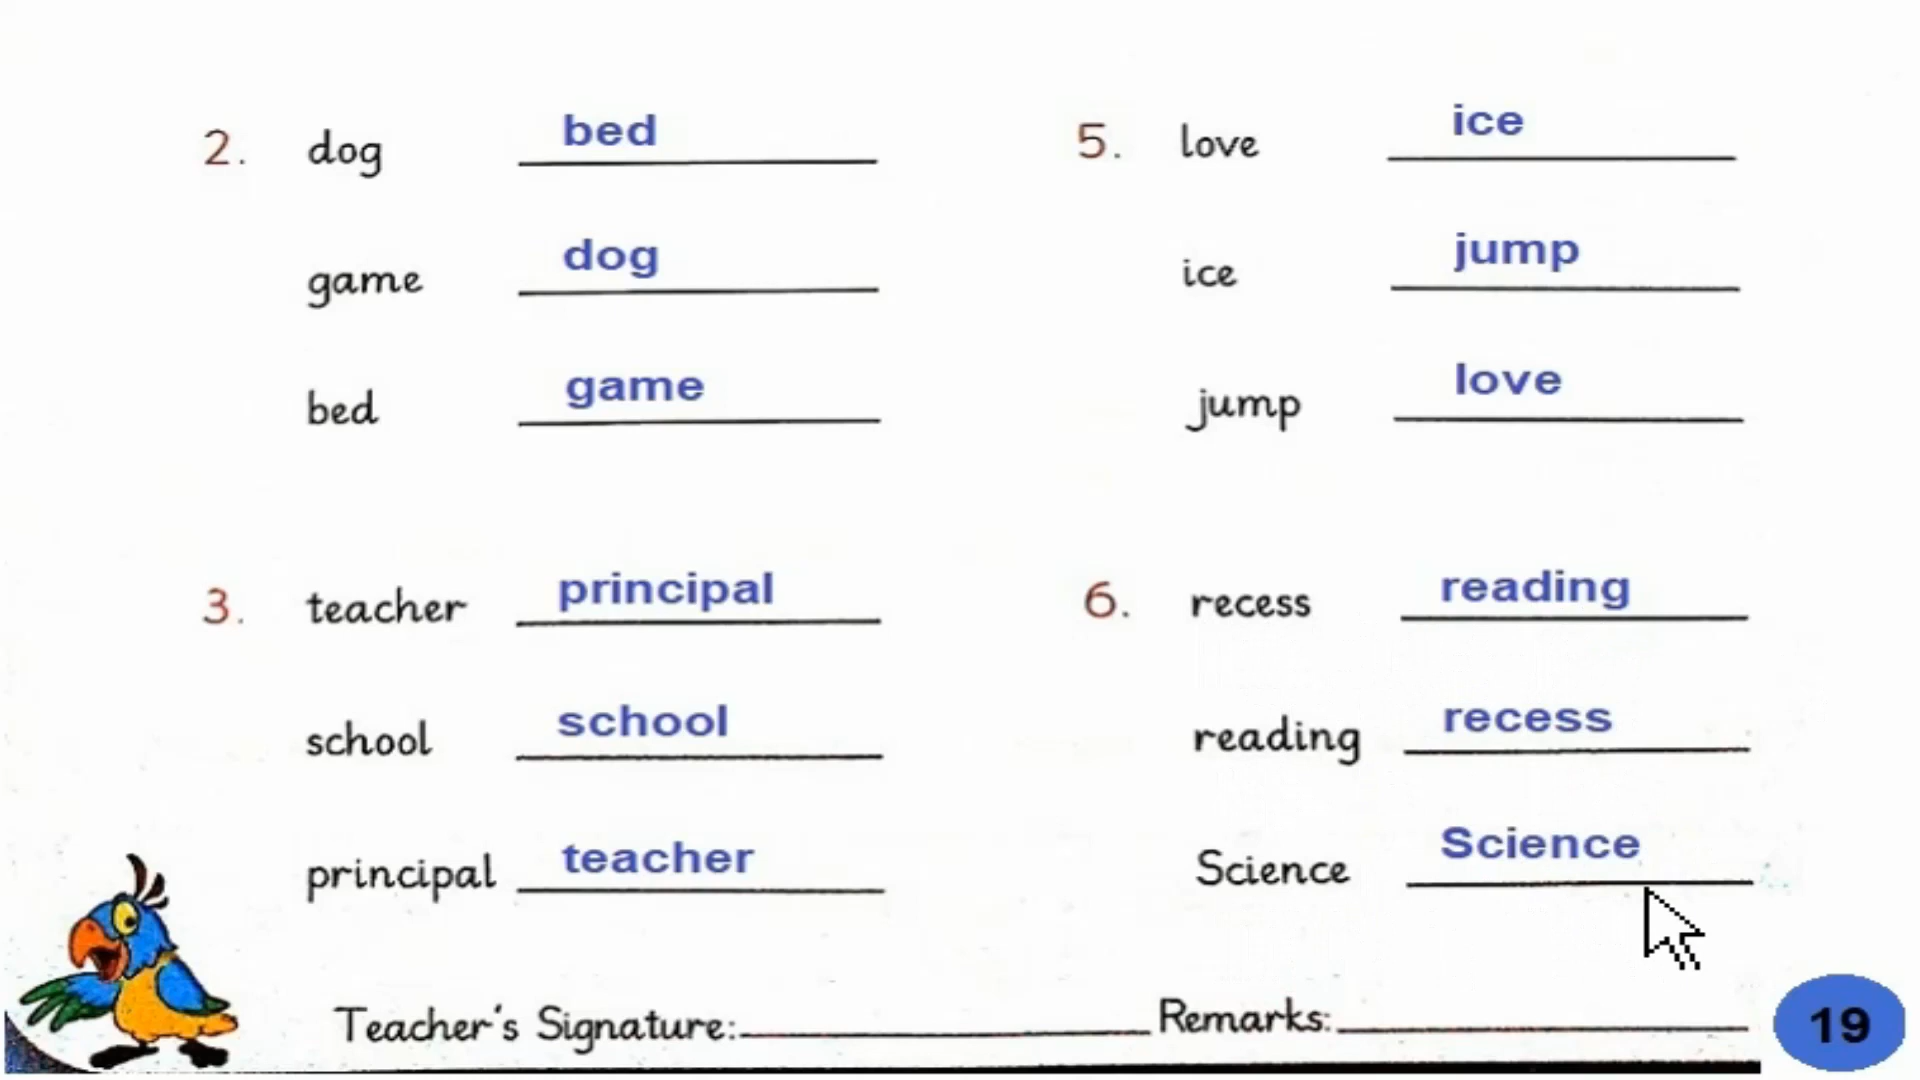 2. dog bed
game dog
bed game
3. teacher principal
school school
principal teacher
5. love ice
ice jump
jump love
6. recess reading
reading recess
Science Science
Teacher's Signature: Remarks:
19